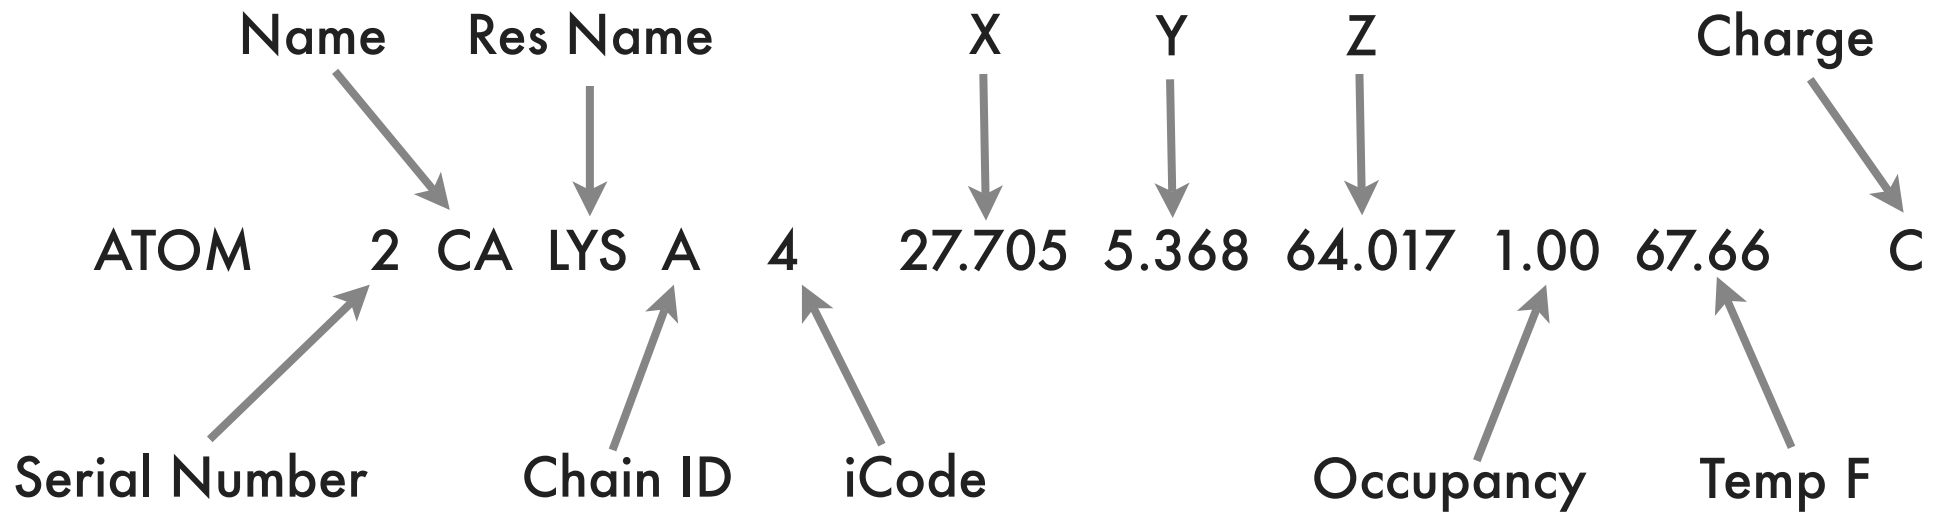 Name Res Name X Y Z Charge
ATOM 2 CA LYS A 4 27.705 5.368 64.017 1.00 67.66 C
Serial Number Chain ID iCode Occupancy Temp F